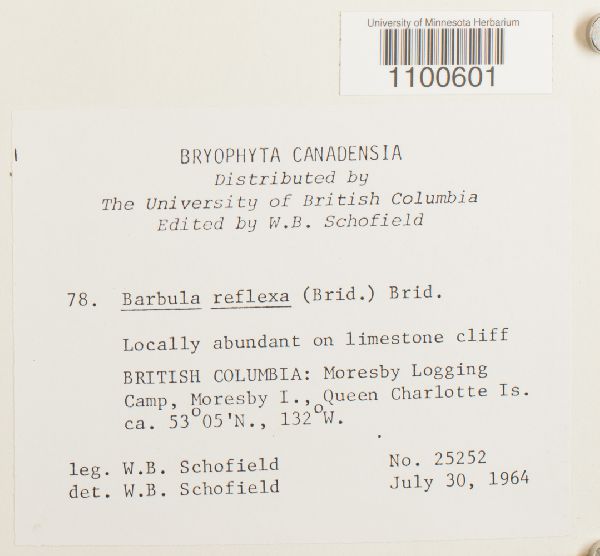 University of Minnesota Herbarium
1100601
BRYOPHYTA CANADENSIA
Distributed by
The University of British Columbia
Edited by W.B. Schofield
78. Barbula reflexa (Brid.) Brid.
Locally abundant on limestone cliff
BRITISH COLUMBIA: Moresby Logging
Camp, Moresby I., Queen Charlotte Is.
ca. 53°05'N., 132°W.
leg. W.B. Schofield No. 25252
det. W.B. Schofield July 30, 1964